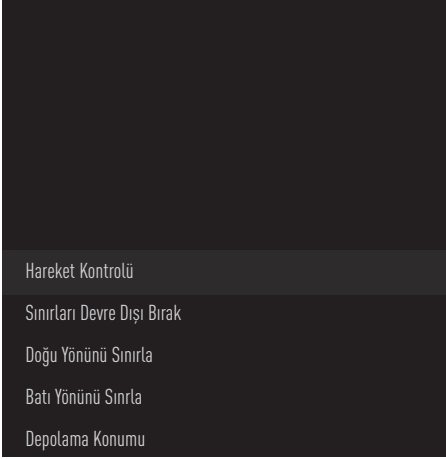 Hareket Kontrolü
Sınırları Devre Dışı Bırak
Doğu Yönünü Sınırla
Batı Yönünü Sınrla
Depolama Konumu